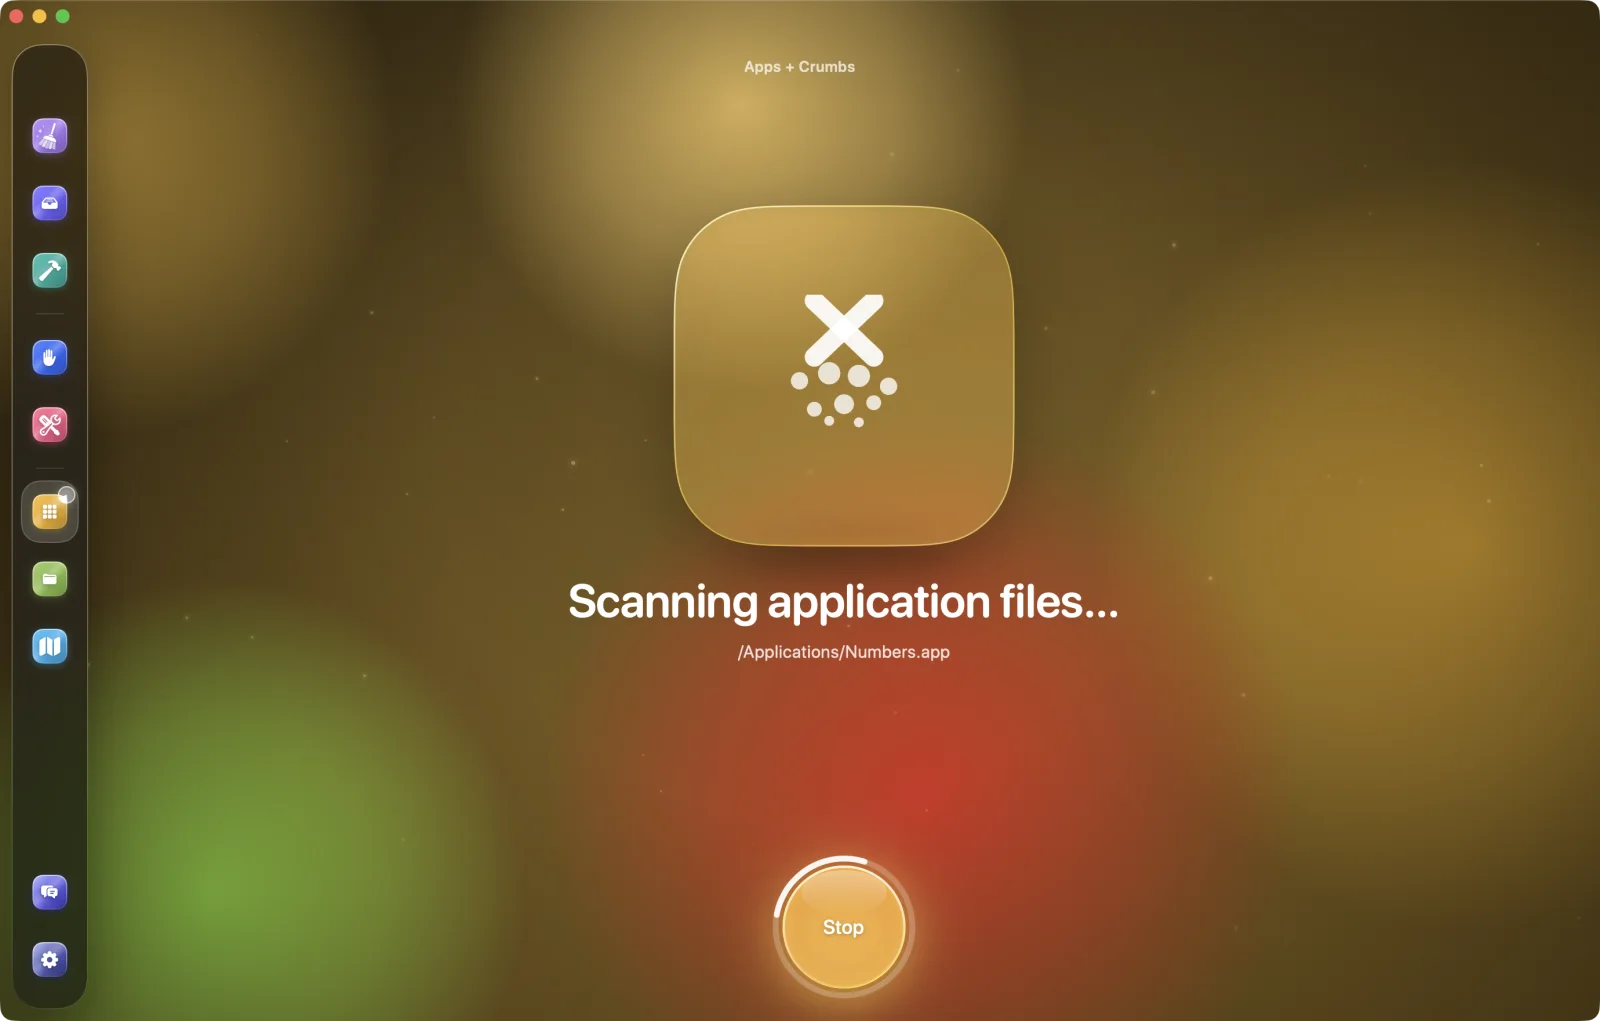 Apps + Crumbs
Scanning application files...
/Applications/Numbers.app
Stop